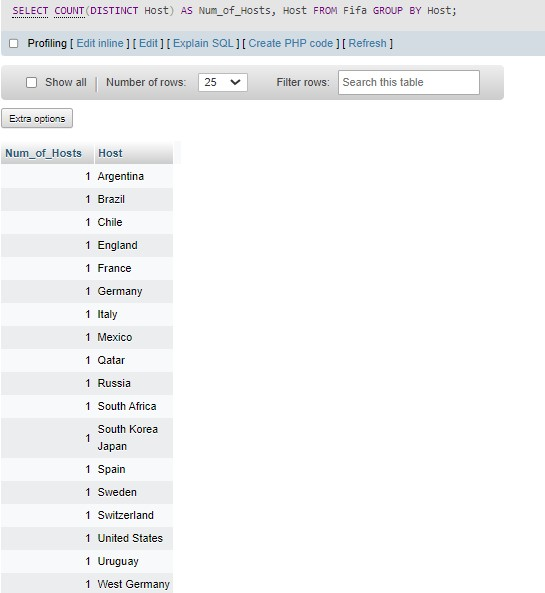 SELECT COUNT(DISTINCT Host) AS Num_of_Hosts, Host FROM Fifa GROUP BY Host;
Profiling [ Edit inline ] [ Edit ] [ Explain SQL ] [ Create PHP code ] [ Refresh ]
Show all | Number of rows: 25 Filter rows: Search this table
Extra options
Num_of_Hosts Host
1 Argentina
1 Brazil
1 Chile
1 England
1 France
1 Germany
1 Italy
1 Mexico
1 Qatar
1 Russia
1 South Africa
1 South Korea
Japan
1 Spain
1 Sweden
1 Switzerland
1 United States
1 Uruguay
1 West Germany